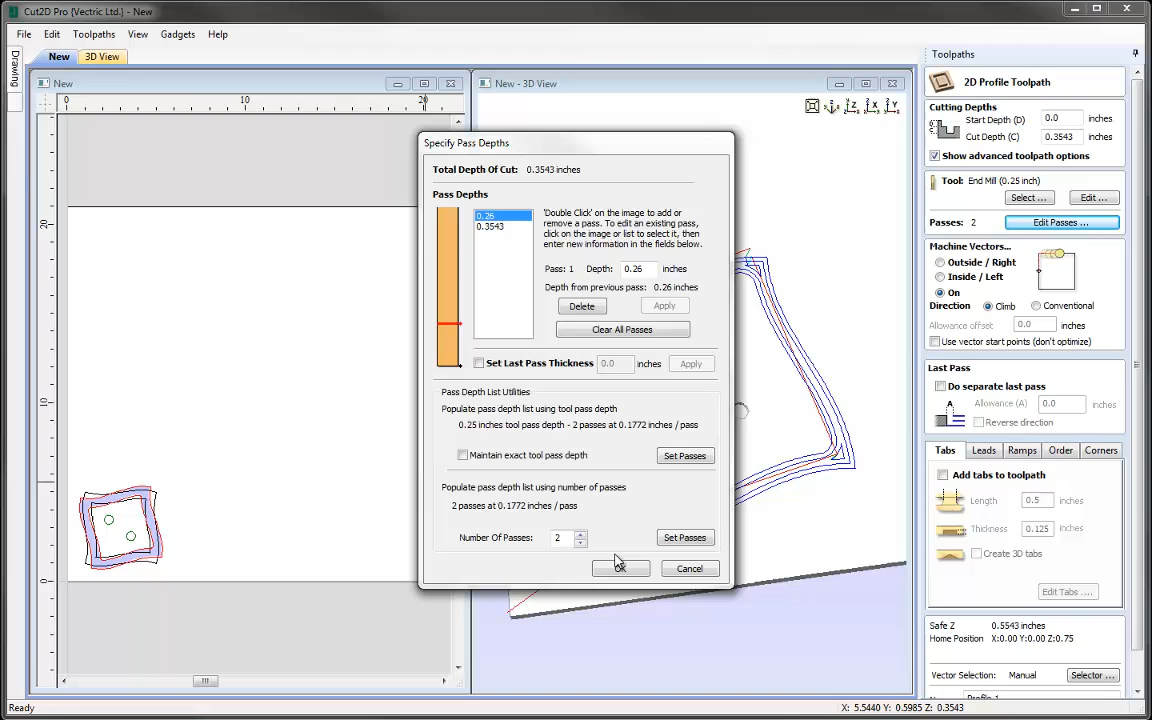 Cut2D Pro {Vectric Ltd.} - New
File Edit Toolpaths View Gadgets Help
New 3D View
Drawing
New
0 10 20
20
10
0
New - 3D View
Specify Pass Depths
Total Depth Of Cut: 0.3543 inches
Pass Depths
0.26
0.3543
'Double Click' on the image to add or
remove a pass. To edit an existing pass,
click on the image or list to select it, then
enter new information in the fields below.
Pass: 1 Depth: 0.26 inches
Depth from previous pass: 0.26 inches
Delete Apply
Clear All Passes
Set Last Pass Thickness 0.0 inches Apply
Pass Depth List Utilities
Populate pass depth list using tool pass depth
0.25 inches tool pass depth - 2 passes at 0.1772 inches / pass
Maintain exact tool pass depth Set Passes
Populate pass depth list using number of passes
2 passes at 0.1772 inches / pass
Number Of Passes: 2 Set Passes
OK Cancel
Toolpaths
2D Profile Toolpath
Cutting Depths
Start Depth (D) 0.0 inches
Cut Depth (C) 0.3543 inches
Show advanced toolpath options
Tool: End Mill (0.25 inch)
Select ... Edit ...
Passes: 2 Edit Passes ...
Machine Vectors...
Outside / Right
Inside / Left
On
Direction Climb Conventional
Allowance offset 0.0 inches
Use vector start points (don't optimize)
Last Pass
Do separate last pass
Allowance (A) 0.0 inches
Reverse direction
Tabs Leads Ramps Order Corners
Add tabs to toolpath
Length 0.5 inches
Thickness 0.125 inches
Create 3D tabs
Edit Tabs ....
Safe Z 0.5543 inches
Home Position X:0.00 Y:0.00 Z:0.75
Vector Selection: Manual Selector ...
Ready X: 5.5440 Y: 0.5985 Z: 0.3543